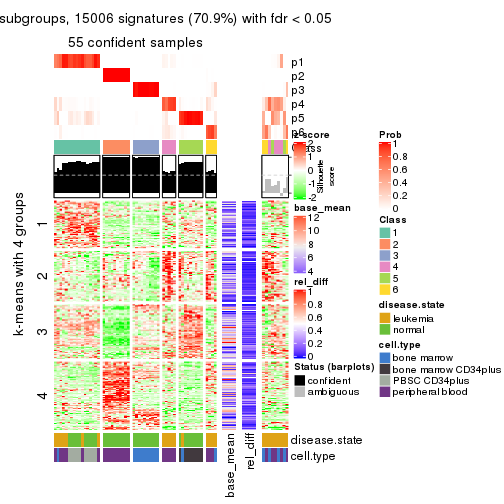 subgroups, 15006 signatures (70.9%) with fdr < 0.05
55 confident samples
p1
p2
p3
p4
p5
p6
k-means with 4 groups
1
2
3
4
z-score
2
1
0
-1
-2
Class
Silhouette
score
base_mean
12
10
8
6
4
rel_diff
1
0.8
0.6
0.4
0.2
0
Status (barplots)
confident
ambiguous
Prob
1
0.8
0.6
0.4
0.2
0
Class
1
2
3
4
5
6
disease.state
leukemia
normal
cell.type
bone marrow
bone marrow CD34plus
PBSC CD34plus
peripheral blood
disease.state
cell.type
base_mean
rel_diff